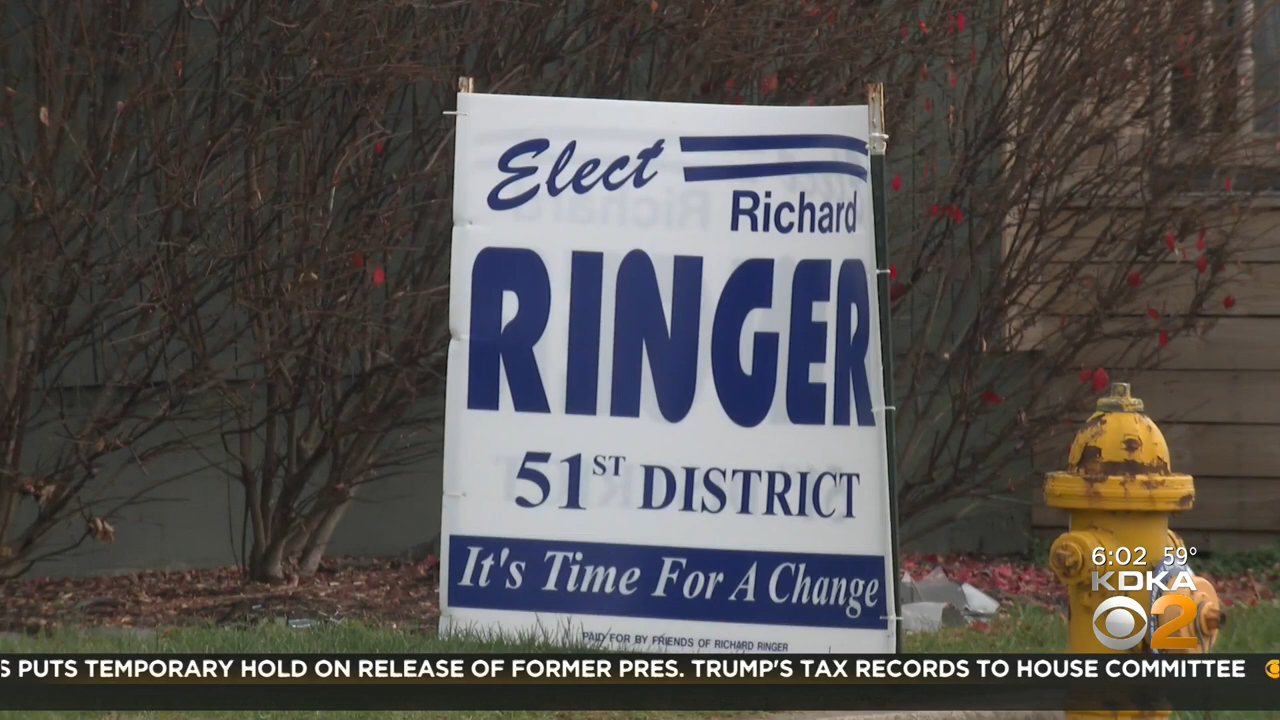 Elect
Richard
RINGER
51ST DISTRICT
It's Time For A Change
PAID FOR BY FRIENDS OF RICHARD RINGER
6:02 59°
KDKA
2
S PUTS TEMPORARY HOLD ON RELEASE OF FORMER PRES. TRUMP'S TAX RECORDS TO HOUSE COMMITTEE